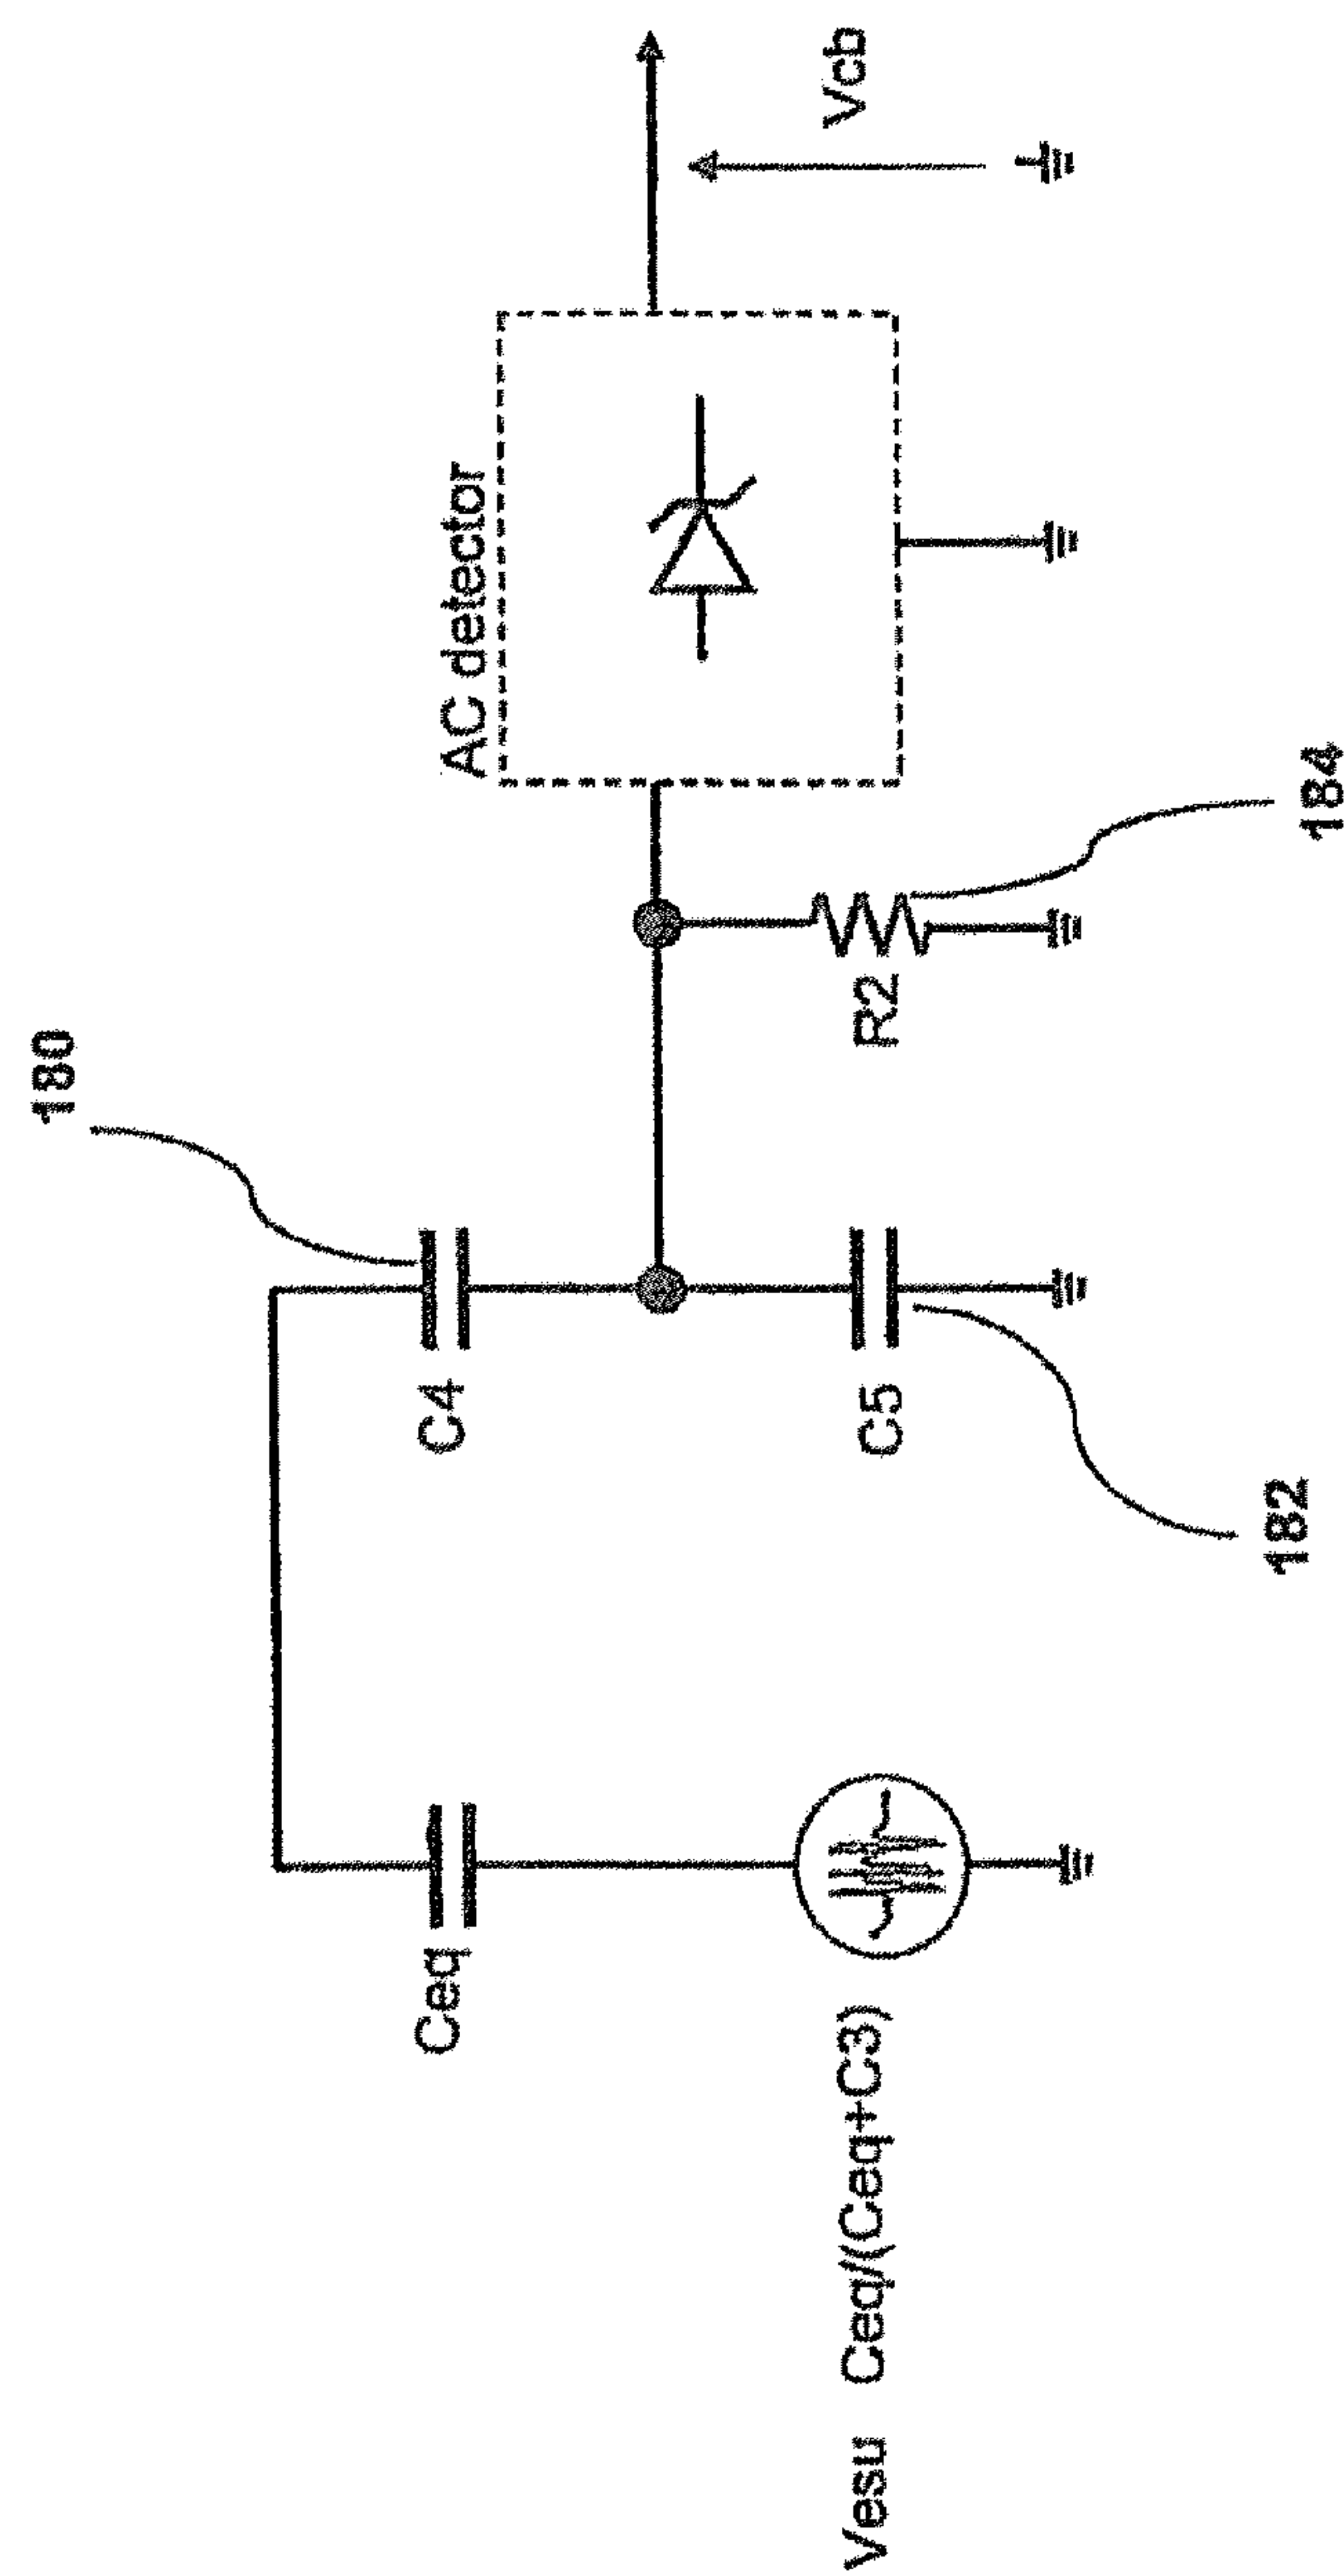 180
AC detector
Vcb
Ceq
C4
C5
R2
Vesu Ceq/(Ceq+C3)
182
184